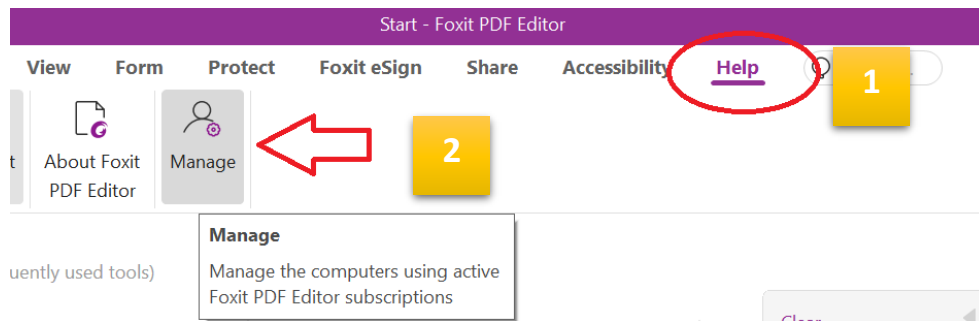 Start - Foxit PDF Editor
View Form Protect Foxit eSign Share Accessibility Help
1
About Foxit
PDF Editor
Manage
2
Manage
Manage the computers using active
Foxit PDF Editor subscriptions
uently used tools)